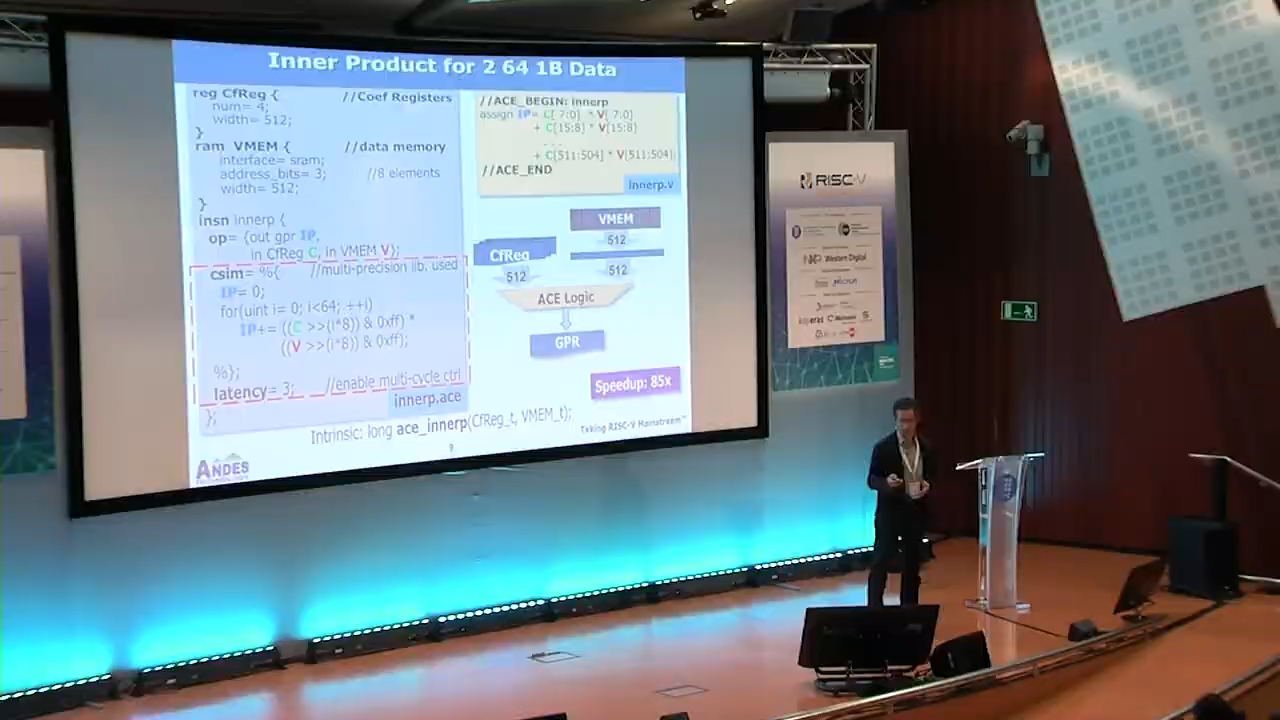 Inner Product for 2 64 1B Data
reg CfReg { //Coef Registers
num= 4;
width= 512;
}
ram VMEM { //data memory
interface= sram;
address_bits= 3; //8 elements
width= 512;
}
insn innerp {
op= {out gpr IP,
in CfReg C, in VMEM V};
csim= %{ //multi-precision lib. used
IP= 0;
for(uint i= 0; i<64; ++i)
IP+= ((C >>(i*8)) & 0xff) *
((V >>(i*8)) & 0xff);
%};
latency= 3; //enable multi-cycle ctrl
innerp.ace
};
//ACE_BEGIN: innerp
assign IP= C[ 7:0] * V[ 7:0]
+ C[15:8] * V[15:8]
...
+ C[511:504] * V[511:504];
//ACE_END
innerp.v
VMEM
512
CfReg
512
512
ACE Logic
GPR
Speedup: 85x
Intrinsic: long ace_innerp(CfReg_t, VMEM_t);
Taking RISC-V Mainstream™
9
ANDES
TECHNOLOGY
RISC-V
Western Digital
Micron